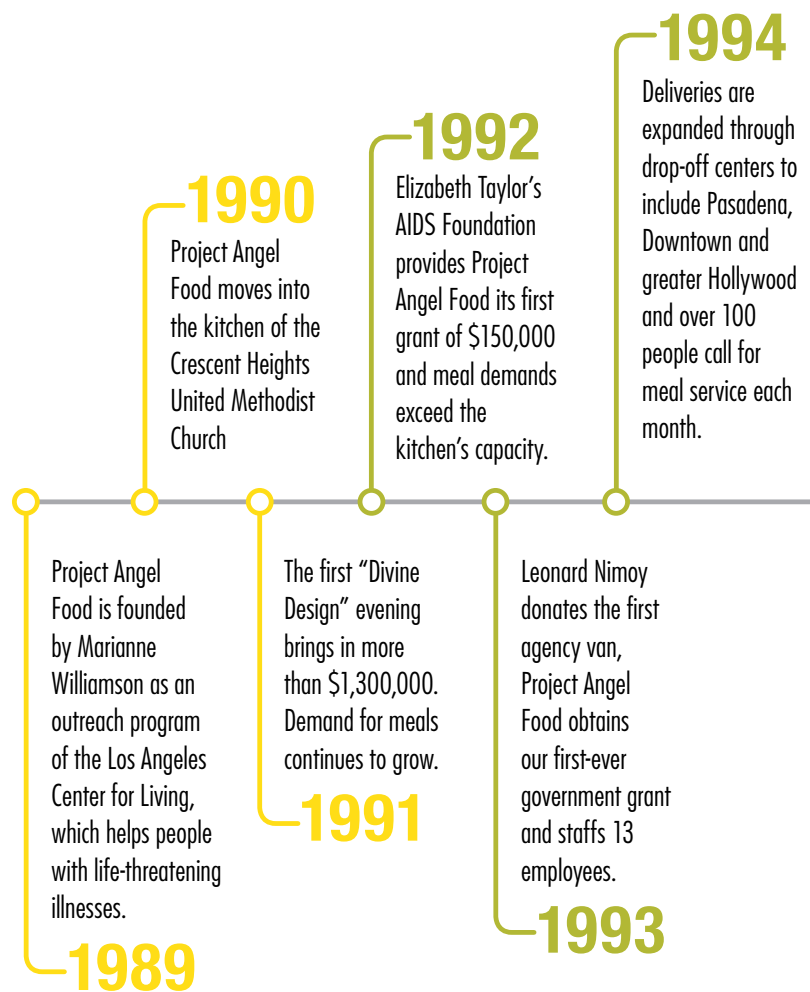 1989
Project Angel
Food is founded
by Marianne
Williamson as an
outreach program
of the Los Angeles
Center for Living,
which helps people
with life-threatening
illnesses.
1990
Project Angel
Food moves into
the kitchen of the
Crescent Heights
United Methodist
Church
1991
The first “Divine
Design” evening
brings in more
than $1,300,000.
Demand for meals
continues to grow.
1992
Elizabeth Taylor’s
AIDS Foundation
provides Project
Angel Food its first
grant of $150,000
and meal demands
exceed the
kitchen’s capacity.
1993
Leonard Nimoy
donates the first
agency van,
Project Angel
Food obtains
our first-ever
government grant
and staffs 13
employees.
1994
Deliveries are
expanded through
drop-off centers to
include Pasadena,
Downtown and
greater Hollywood
and over 100
people call for
meal service each
month.